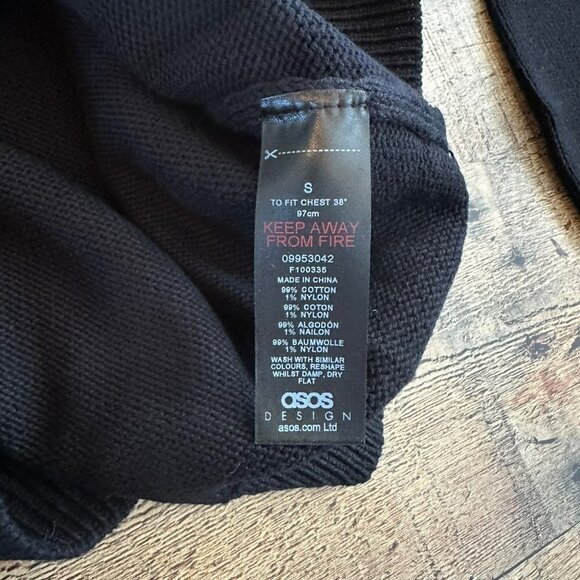 S
TO FIT CHEST 38"
97cm
KEEP AWAY
FROM FIRE
09953042
F100335
MADE IN CHINA
99% COTTON
1% NYLON
99% COTON
1% NYLON
99% ALGODÓN
1% NAILON
99% BAUMWOLLE
1% NYLON
WASH WITH SIMILAR
COLOURS, RESHAPE
WHILST DAMP, DRY
FLAT
asos
DESIGN
asos.com Ltd